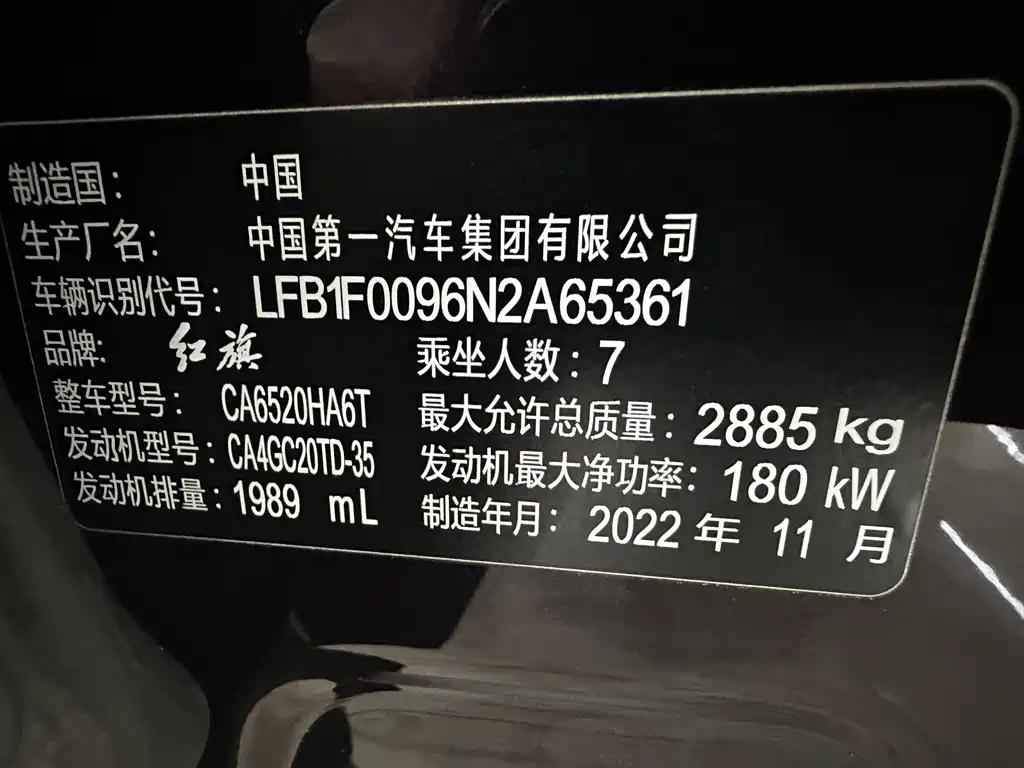 制造国： 中国
生产厂名： 中国第一汽车集团有限公司
车辆识别代号： LFB1F0096N2A65361
品牌: 红旗 乘坐人数：7
整车型号： CA6520HA6T 最大允许总质量：2885 kg
发动机型号：CA4GC20TD-35 发动机最大净功率：180 kW
发动机排量：1989 mL 制造年月： 2022 年 11 月